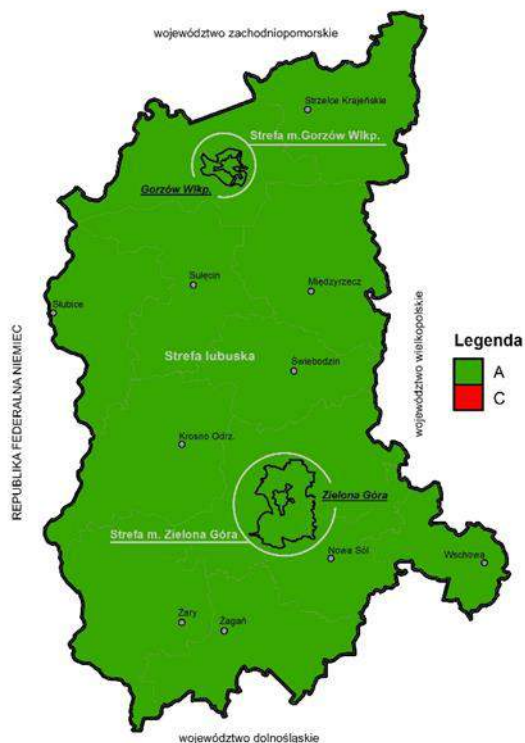 województwo zachodniopomorskie
Strzelce Krajeńskie
Strefa m.Gorzów Wlkp.
Gorzów Wlkp.
Sulęcin
Międzyrzecz
Słubice
REPUBLIKA FEDERALNA NIEMIEC
województwo wielkopolskie
Legenda
A
C
Strefa lubuska
Świebodzin
Krosno Odrz.
Zielona Góra
Strefa m. Zielona Góra
Nowa Sól
Wschowa
Żary
Żagań
województwo dolnośląskie